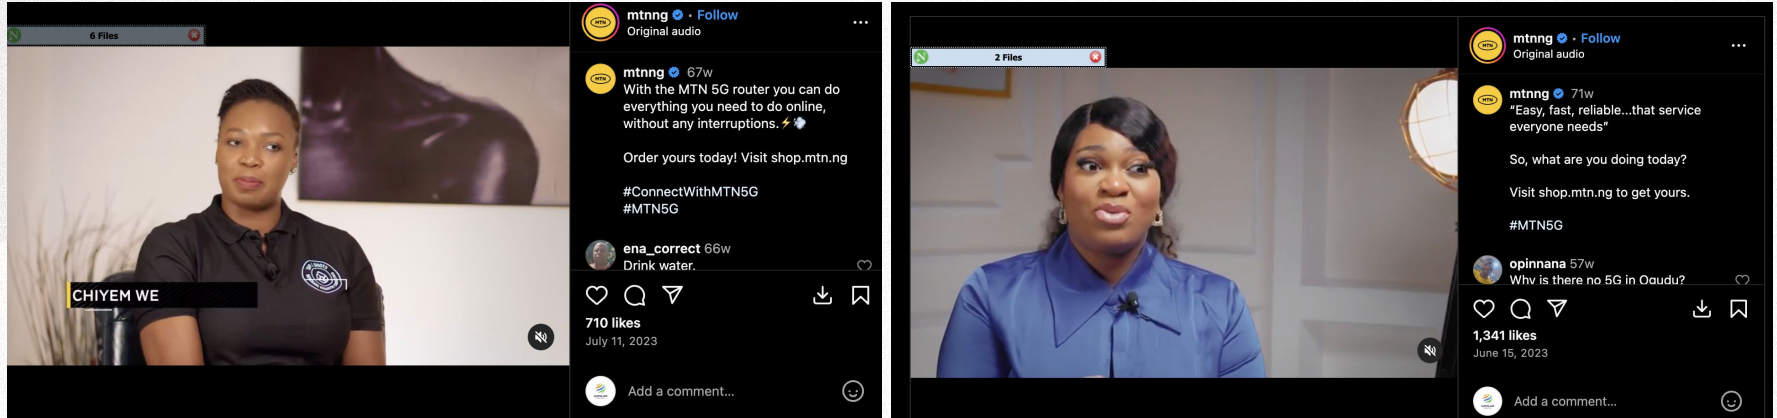 6 Files
CHIYEM WE
MTN
mtnng • Follow
Original audio
MTN
mtnng 67w
With the MTN 5G router you can do
everything you need to do online,
without any interruptions.⚡💨
Order yours today! Visit shop.mtn.ng
#ConnectWithMTN5G
#MTN5G
ena_correct 66w
Drink water.
710 likes
July 11, 2023
Add a comment...
2 Files
MTN
mtnng • Follow
Original audio
MTN
mtnng 71w
“Easy, fast, reliable...that service
everyone needs”
So, what are you doing today?
Visit shop.mtn.ng to get yours.
#MTN5G
opinnana 57w
Why is there no 5G in Ogudu?
1,341 likes
June 15, 2023
Add a comment...